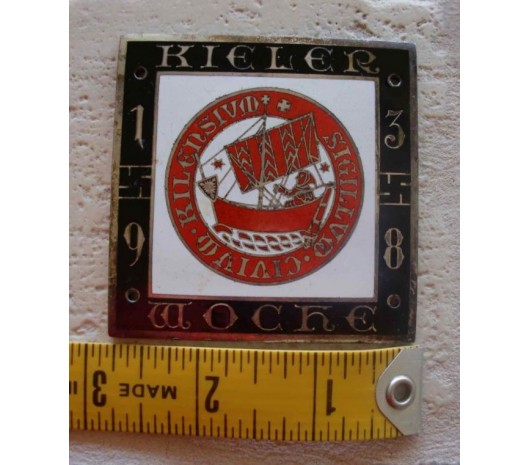 KIELER
1 3
9 8
WOCHE
SIGILLVM · CIVIVM · KILENSIVM
1
2
3
MADE